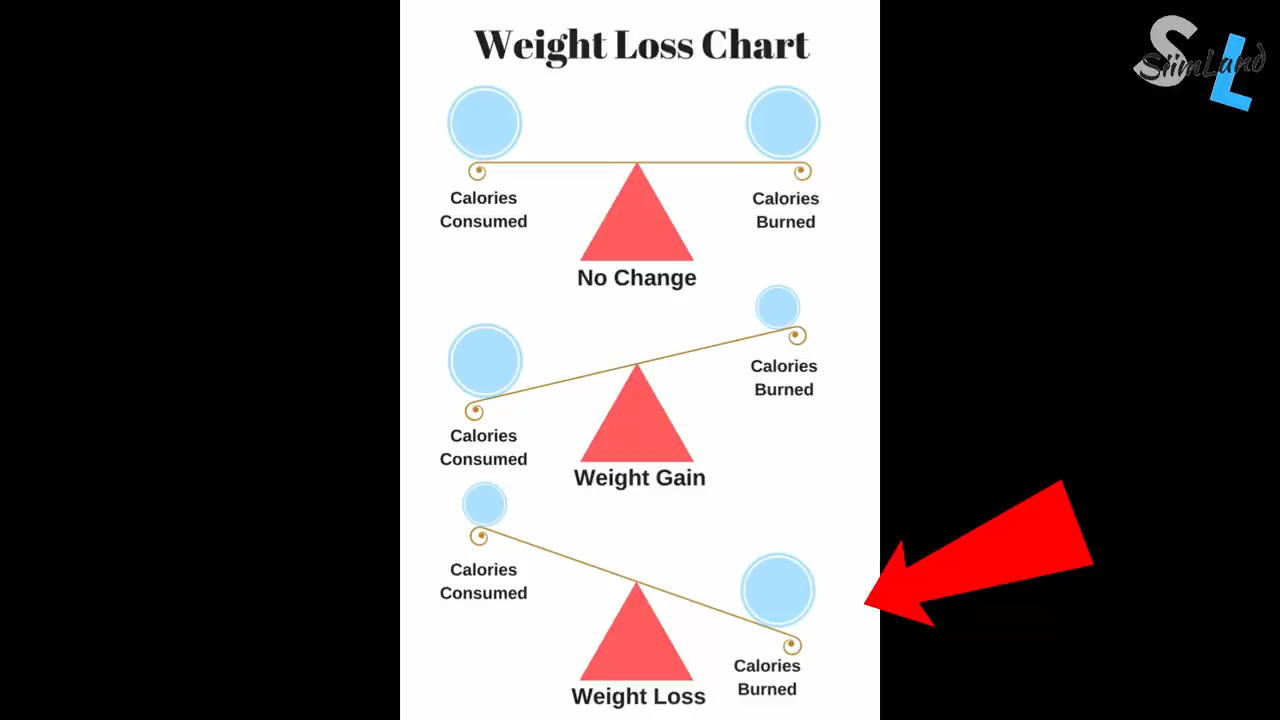 Weight Loss Chart
SL
SiimLand
Calories
Consumed
Calories
Burned
No Change
Calories
Burned
Calories
Consumed
Weight Gain
Calories
Consumed
Calories
Burned
Weight Loss